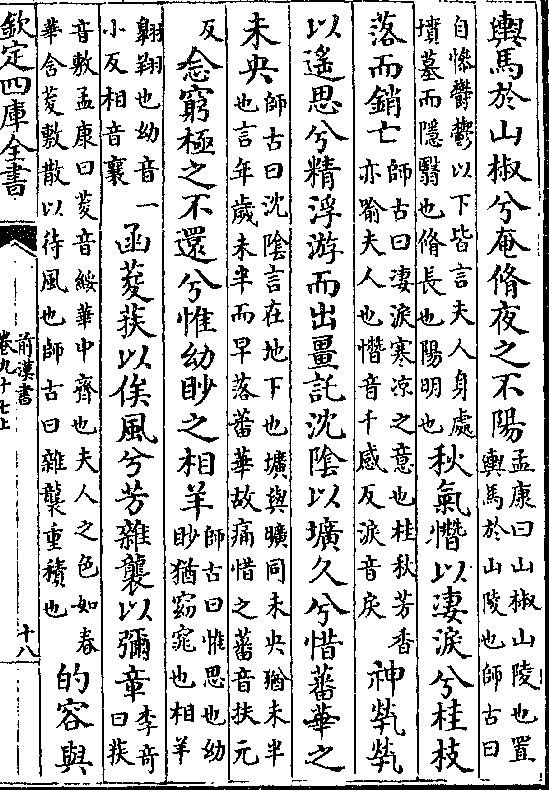 輿馬於山椒兮奄脩夜之不陽孟康曰山椒山陵也置輿馬於山陵也師古曰
自慘鬱鬱以下皆言夫人身處墳墓而隱翳也脩長也陽明也秋氣憯以凄淚兮桂枝
落而銷亡師古曰凄淚寒凉之意也桂秋芳香亦喻夫人也憯音千感反淚音戾神煢煢
以遙思兮精浮游而出畺託沈陰以壙久兮惜蕃華之
未央師古曰沈陰言在地下也壙與曠同未央猶未半也言年歲未半而早落蕃華故痛惜之蕃音扶元
反念窮極之不還兮惟幼眇之相羊師古曰惟思也幼眇猶窈窕也相羊
翱翔也幼音一小反相音襄函荾荴以俟風兮芳雜襲以彌章李竒曰荴
音敷孟康曰荾音綏華中齊也夫人之色如春華含荾敷散以待風也師古曰雜襲重積也的容與
欽定四庫全書
前漢書
卷九十七上
十八